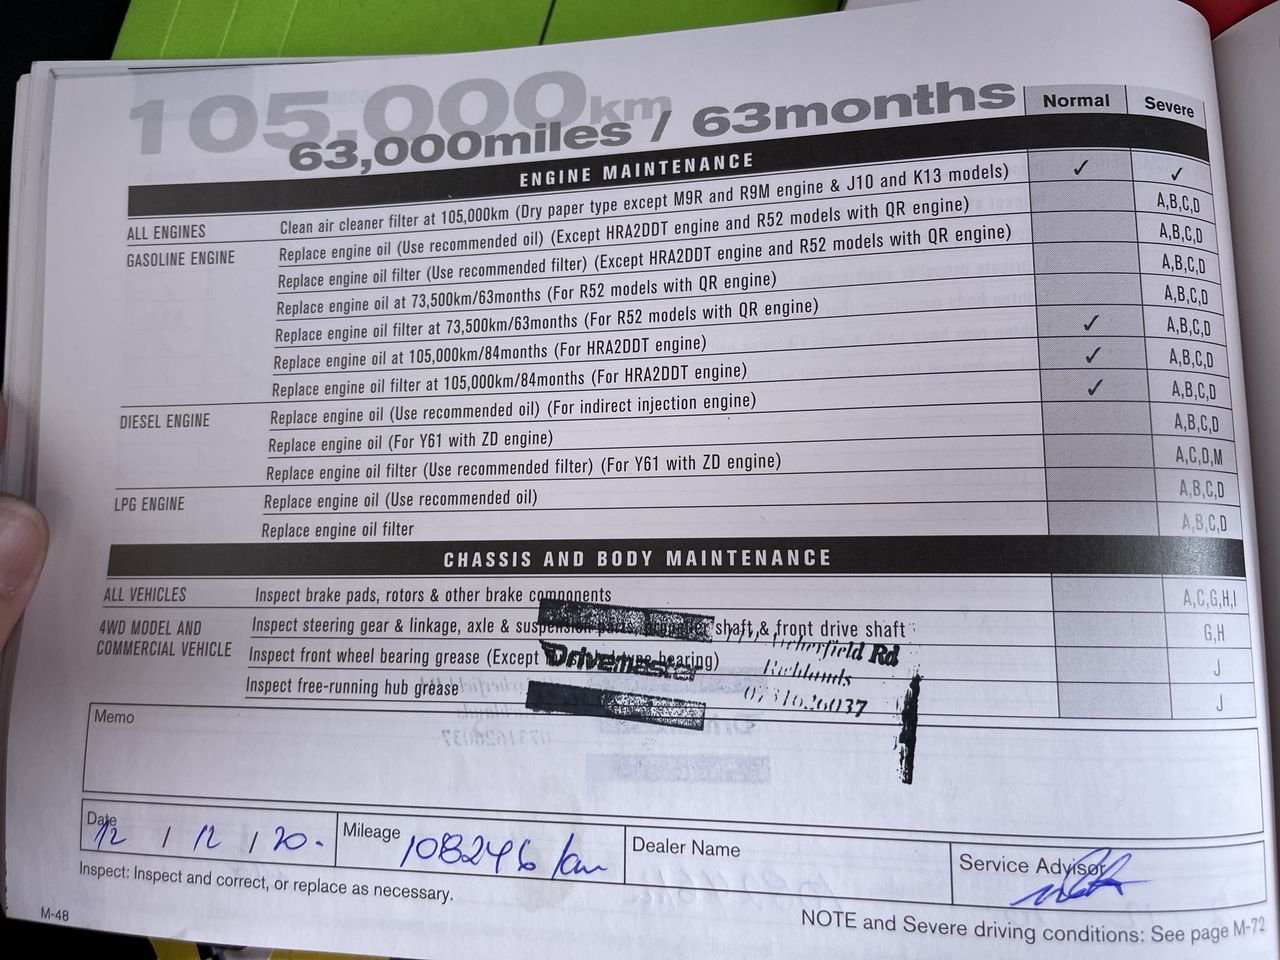 105,000km
63,000miles / 63months
Normal Severe
ENGINE MAINTENANCE
ALL ENGINES Clean air cleaner filter at 105,000km (Dry paper type except M9R and R9M engine & J10 and K13 models) ✓ ✓
GASOLINE ENGINE Replace engine oil (Use recommended oil) (Except HRA2DDT engine and R52 models with QR engine) A,B,C,D
Replace engine oil filter (Use recommended filter) (Except HRA2DDT engine and R52 models with QR engine) A,B,C,D
Replace engine oil at 73,500km/63months (For R52 models with QR engine) A,B,C,D
Replace engine oil filter at 73,500km/63months (For R52 models with QR engine) A,B,C,D
Replace engine oil at 105,000km/84months (For HRA2DDT engine) ✓ A,B,C,D
Replace engine oil filter at 105,000km/84months (For HRA2DDT engine) ✓ A,B,C,D
DIESEL ENGINE Replace engine oil (Use recommended oil) (For indirect injection engine) ✓ A,B,C,D
Replace engine oil (For Y61 with ZD engine) A,B,C,D
Replace engine oil filter (Use recommended filter) (For Y61 with ZD engine) A,C,D,M
LPG ENGINE Replace engine oil (Use recommended oil) A,B,C,D
Replace engine oil filter A,B,C,D
CHASSIS AND BODY MAINTENANCE
ALL VEHICLES Inspect brake pads, rotors & other brake components A,C,G,H,I
4WD MODEL AND COMMERCIAL VEHICLE Inspect steering gear & linkage, axle & suspension parts, propeller shaft & front drive shaft G,H
Inspect front wheel bearing grease (Except bearing) J
Inspect free-running hub grease J
Drivemaster
Rd
Richlands
0731626037
Memo
Date 12 / 12 / 20.
Mileage 108246 km
Dealer Name
Service Advisor
Inspect: Inspect and correct, or replace as necessary.
M-48
NOTE and Severe driving conditions: See page M-72